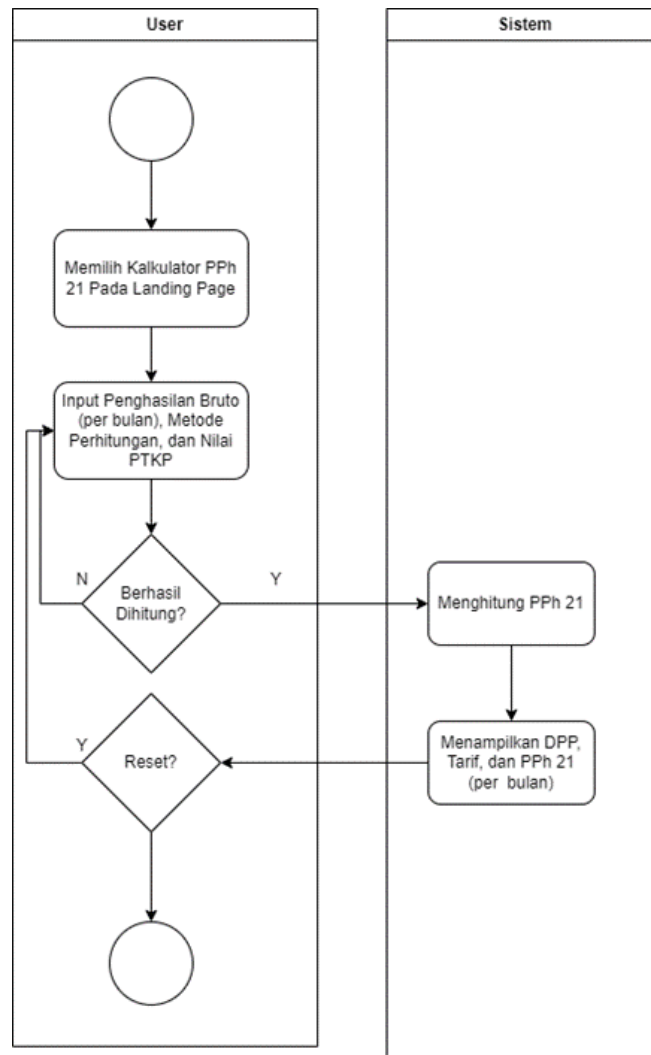 User
Sistem
Memilih Kalkulator PPh
21 Pada Landing Page
Input Penghasilan Bruto
(per bulan), Metode
Perhitungan, dan Nilai
PTKP
N
Berhasil
Dihitung?
Y
Menghitung PPh 21
Y
Reset?
Menampilkan DPP,
Tarif, dan PPh 21
(per bulan)